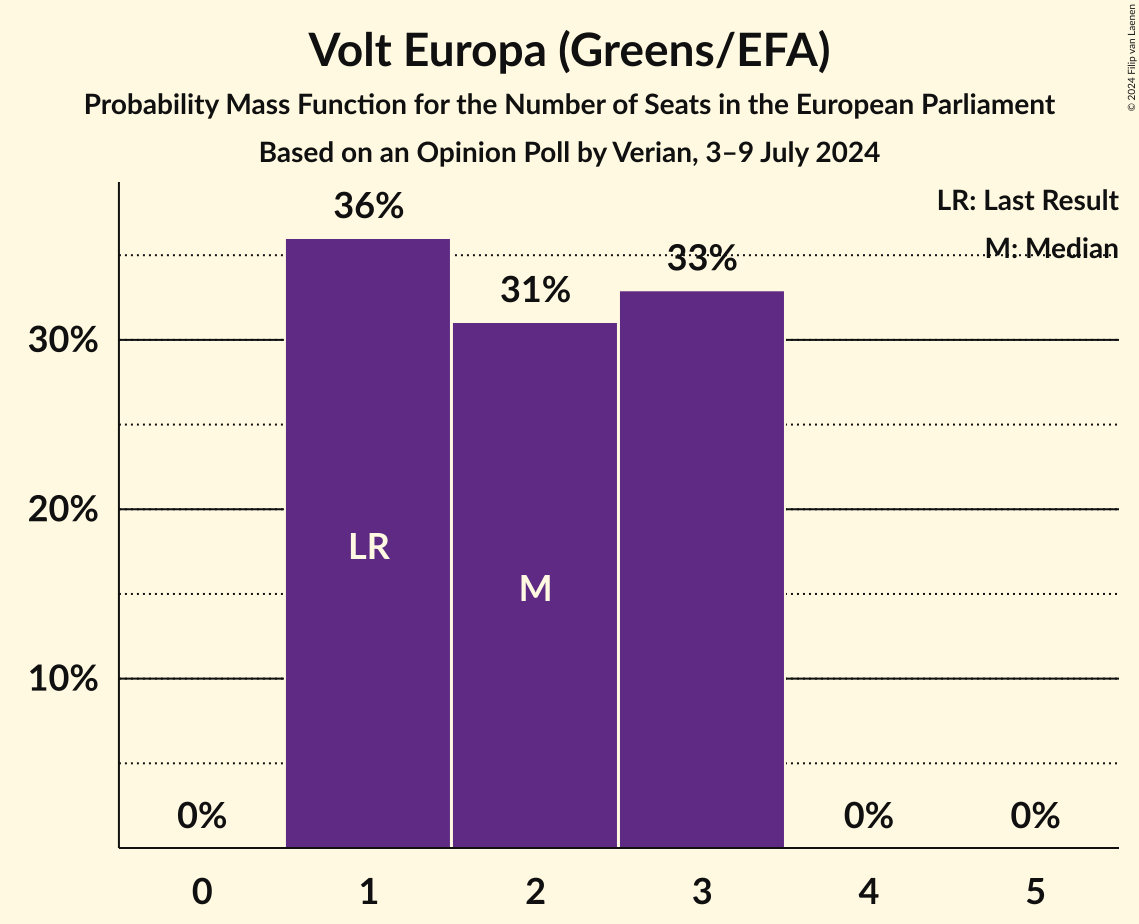 Volt Europa (Greens/EFA)
Probability Mass Function for the Number of Seats in the European Parliament
Based on an Opinion Poll by Verian, 3–9 July 2024
© 2024 Filip van Laenen
LR: Last Result
M: Median
36%
31%
33%
30%
20%
10%
LR
M
0%
0%
0%
0
1
2
3
4
5